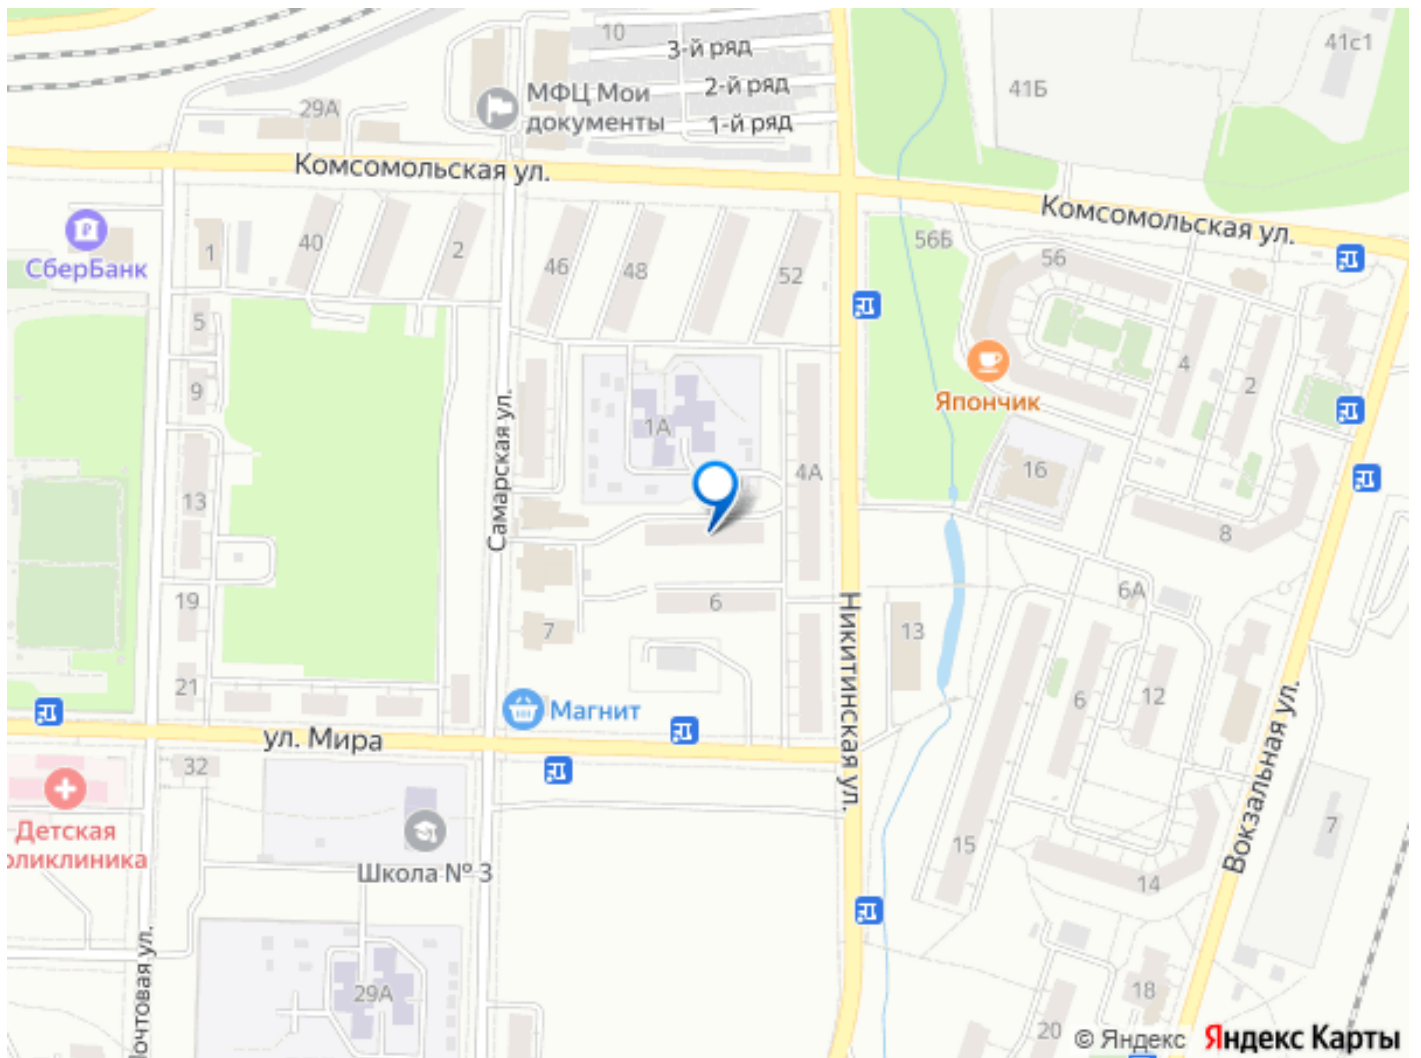 10
3-й ряд
41с1
2-й ряд
41Б
МФЦ Мои
документы
29А
1-й ряд
Комсомольская ул.
Комсомольская ул.
СберБанк
1
40
2
46
48
52
56Б
56
5
9
4
2
Япончик
1А
Самарская ул.
4А
16
13
8
19
6
7
6А
Никитинская ул.
13
21
6
12
Магнит
ул. Мира
Вокзальная ул.
32
Детская
оликлиника
Школа № 3
15
7
14
очтовая ул.
29А
18
20
© Яндекс
Яндекс Карты